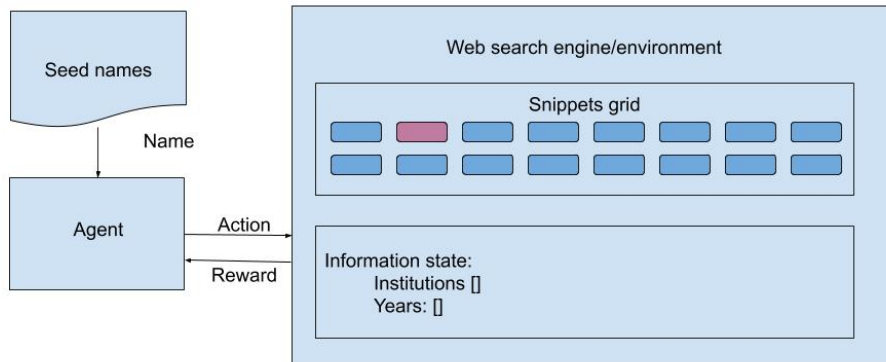 Seed names
Name
Agent
Action
Reward
Web search engine/environment
Snippets grid
Information state:
Institutions []
Years: []